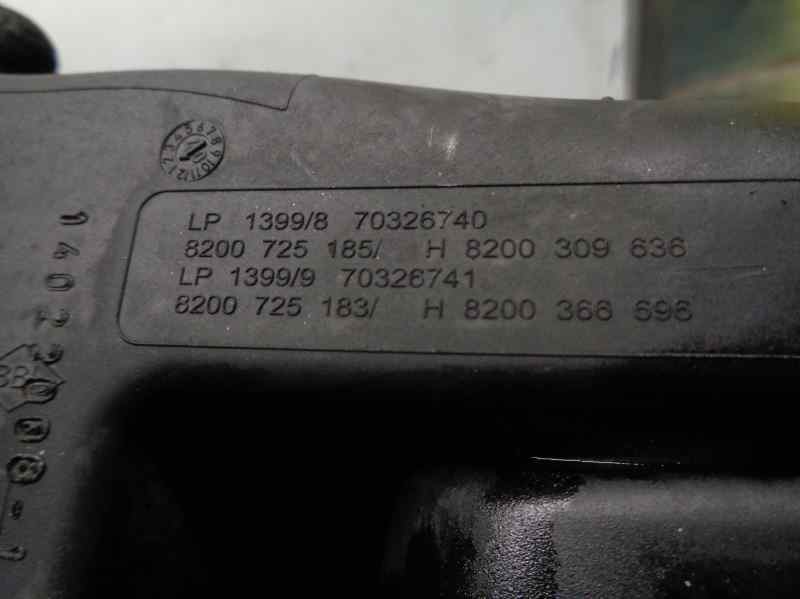 LP 1399/8 70326740
8200 725 185/ H 8200 309 636
LP 1399/9 70326741
8200 725 183/ H 8200 366 696